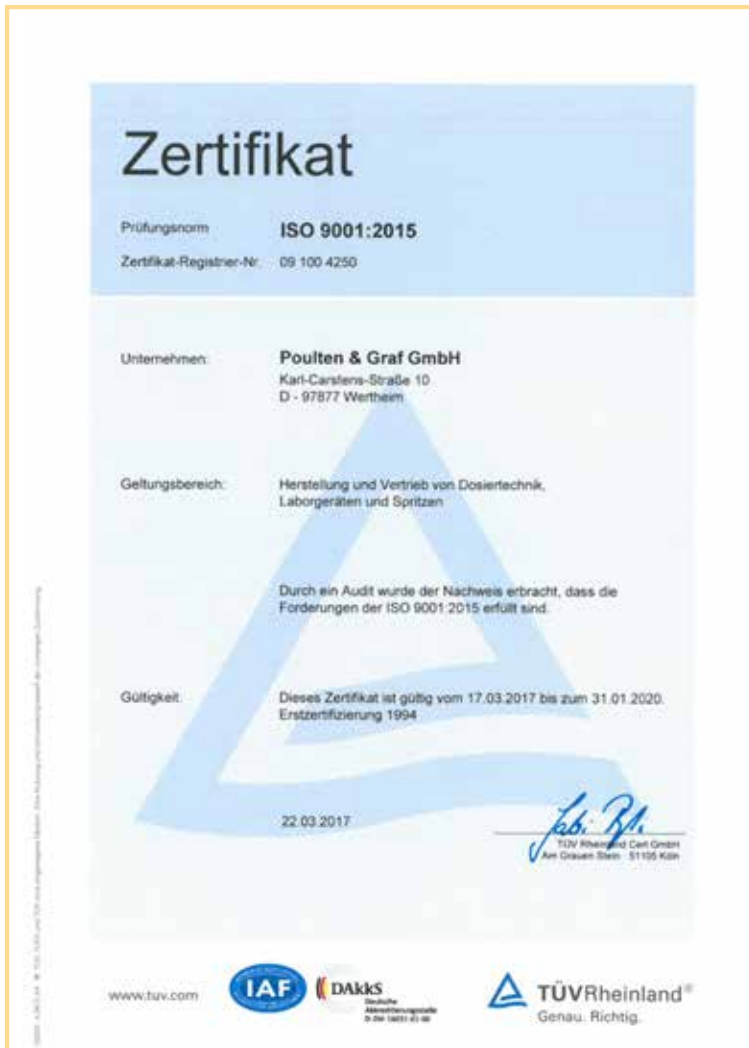 Zertifikat
Prüfungsnorm ISO 9001:2015
Zertifikat-Registrier-Nr. 09 100 4250
Unternehmen: Poulten & Graf GmbH
Karl-Carstens-Straße 10
D - 97877 Wertheim
Geltungsbereich: Herstellung und Vertrieb von Dosiertechnik,
Laborgeräten und Spritzen
Durch ein Audit wurde der Nachweis erbracht, dass die
Forderungen der ISO 9001:2015 erfüllt sind.
Gültigkeit: Dieses Zertifikat ist gültig vom 17.03.2017 bis zum 31.01.2020.
Erstzertifizierung 1994
22.03.2017
TÜV Rheinland Cert GmbH
Am Grauen Stein · 51105 Köln
www.tuv.com
IAF
DAkkS
Deutsche
Akkreditierungsstelle
TÜVRheinland®
Genau. Richtig.